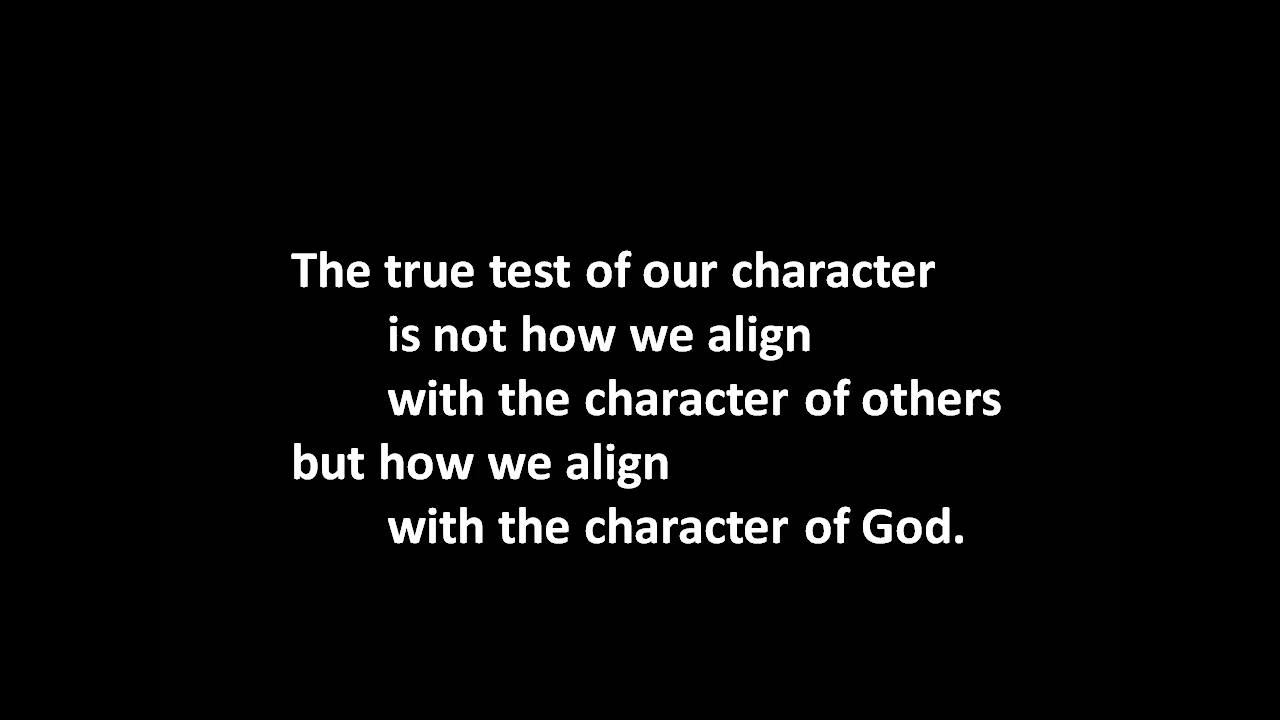 The true test of our character
is not how we align
with the character of others
but how we align
with the character of God.